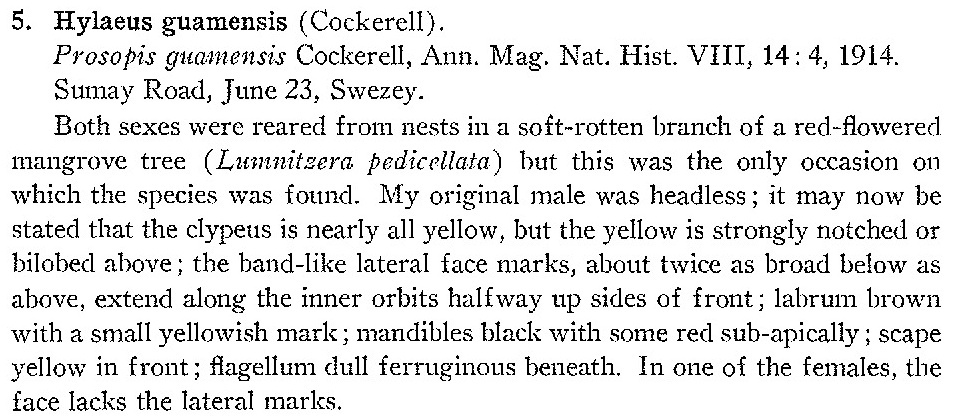 5. Hylaeus guamensis (Cockerell).
Prosopis guamensis Cockerell, Ann. Mag. Nat. Hist. VIII, 14: 4, 1914.
Sumay Road, June 23, Swezey.
Both sexes were reared from nests in a soft-rotten branch of a red-flowered
mangrove tree (Lumnitzera pedicellata) but this was the only occasion on
which the species was found. My original male was headless; it may now be
stated that the clypeus is nearly all yellow, but the yellow is strongly notched or
bilobed above; the band-like lateral face marks, about twice as broad below as
above, extend along the inner orbits halfway up sides of front; labrum brown
with a small yellowish mark; mandibles black with some red sub-apically; scape
yellow in front; flagellum dull ferruginous beneath. In one of the females, the
face lacks the lateral marks.